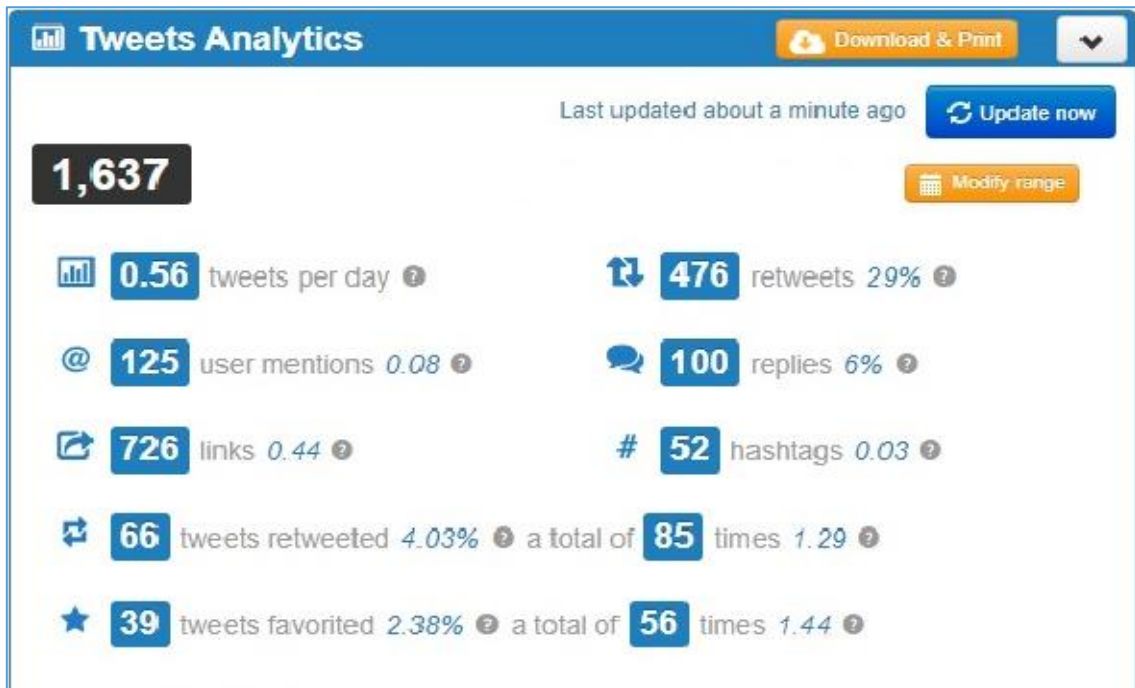 Tweets Analytics Download & Print
Last updated about a minute ago Update now
1,637 Modify range
0.56 tweets per day ? 476 retweets 29% ?
@ 125 user mentions 0.08 ? 100 replies 6% ?
726 links 0.44 ? # 52 hashtags 0.03 ?
66 tweets retweeted 4.03% ? a total of 85 times 1.29 ?
39 tweets favorited 2.38% ? a total of 56 times 1.44 ?